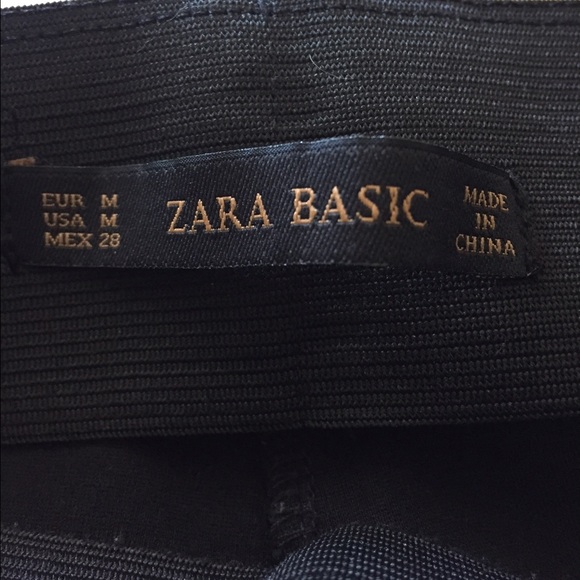 EUR M
USA M
MEX 28
ZARA BASIC
MADE
IN
CHINA